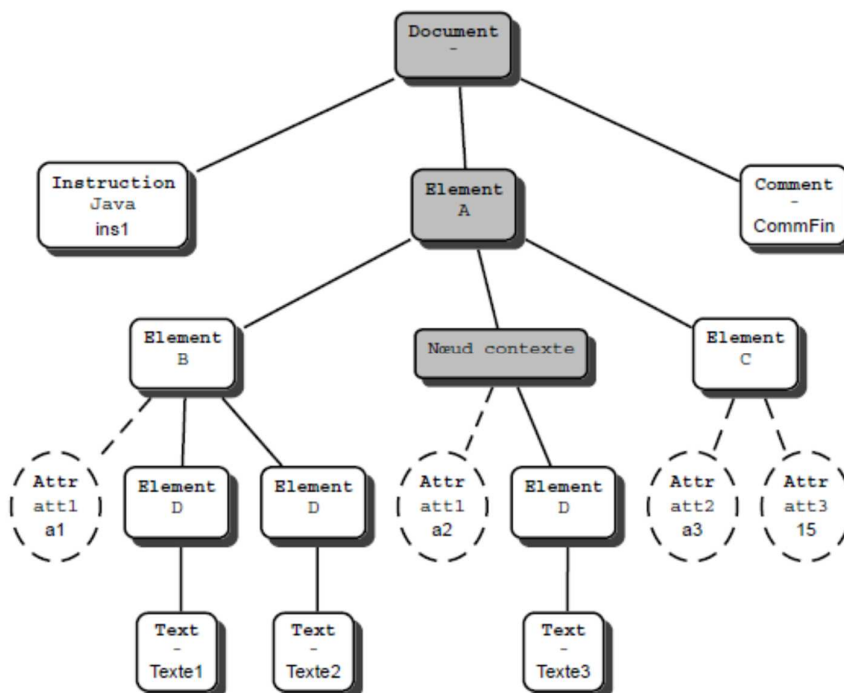 Document
-
Instruction
Java
ins1
Element
A
Comment
-
CommFin
Element
B
Nœud contexte
Element
C
Attr
att1
a1
Element
D
Element
D
Attr
att1
a2
Element
D
Attr
att2
a3
Attr
att3
15
Text
-
Texte1
Text
-
Texte2
Text
-
Texte3